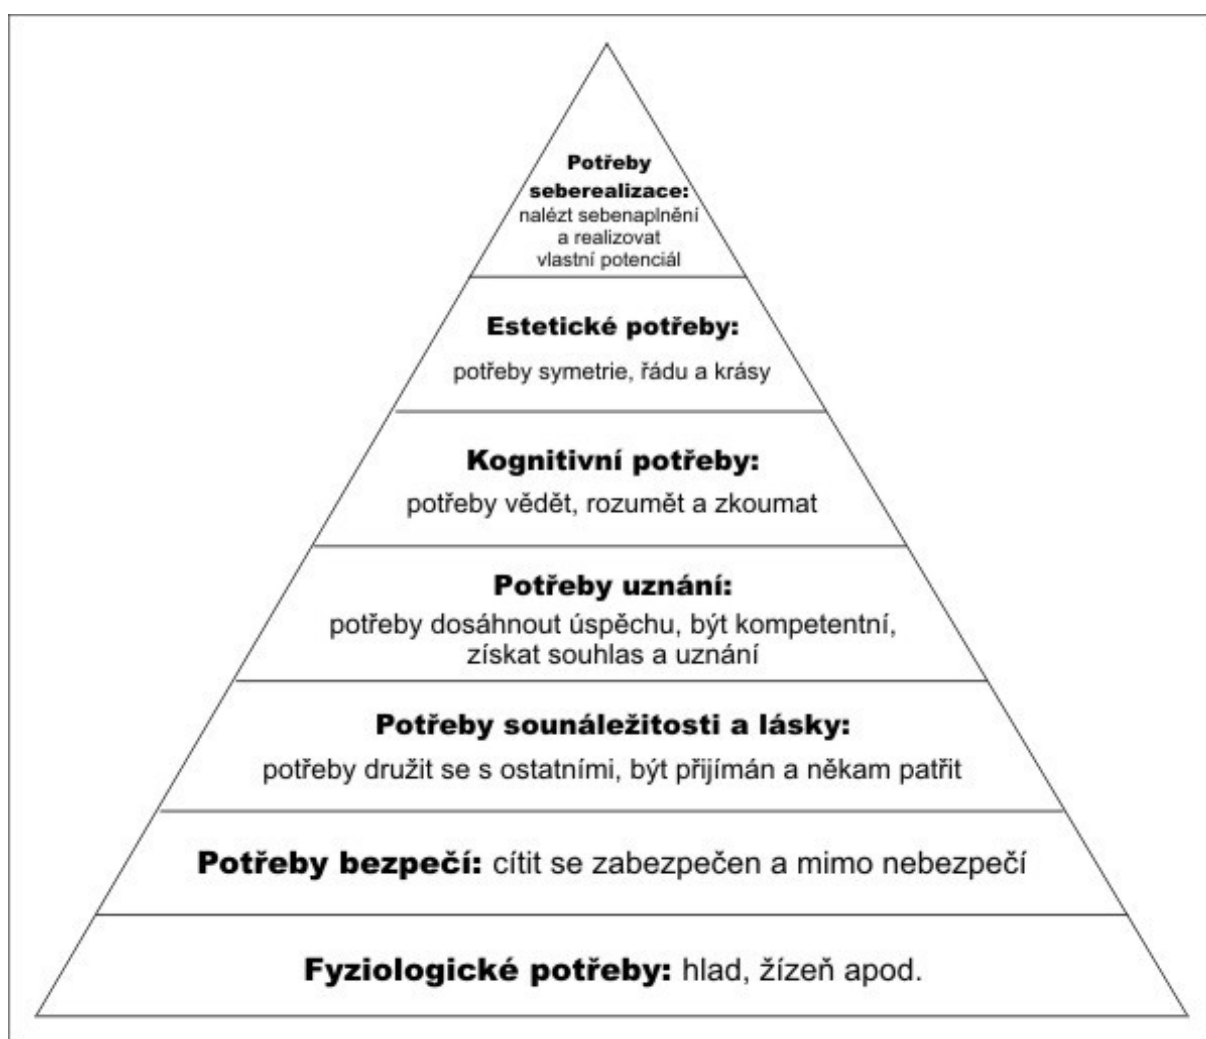 Potřeby
seberealizace:
nalézt sebenaplnění
a realizovat
vlastní potenciál
Estetické potřeby:
potřeby symetrie, řádu a krásy
Kognitivní potřeby:
potřeby vědět, rozumět a zkoumat
Potřeby uznání:
potřeby dosáhnout úspěchu, být kompetentní,
získat souhlas a uznání
Potřeby sounáležitosti a lásky:
potřeby družit se s ostatními, být přijímán a někam patřit
Potřeby bezpečí: cítit se zabezpečen a mimo nebezpečí
Fyziologické potřeby: hlad, žízeň apod.